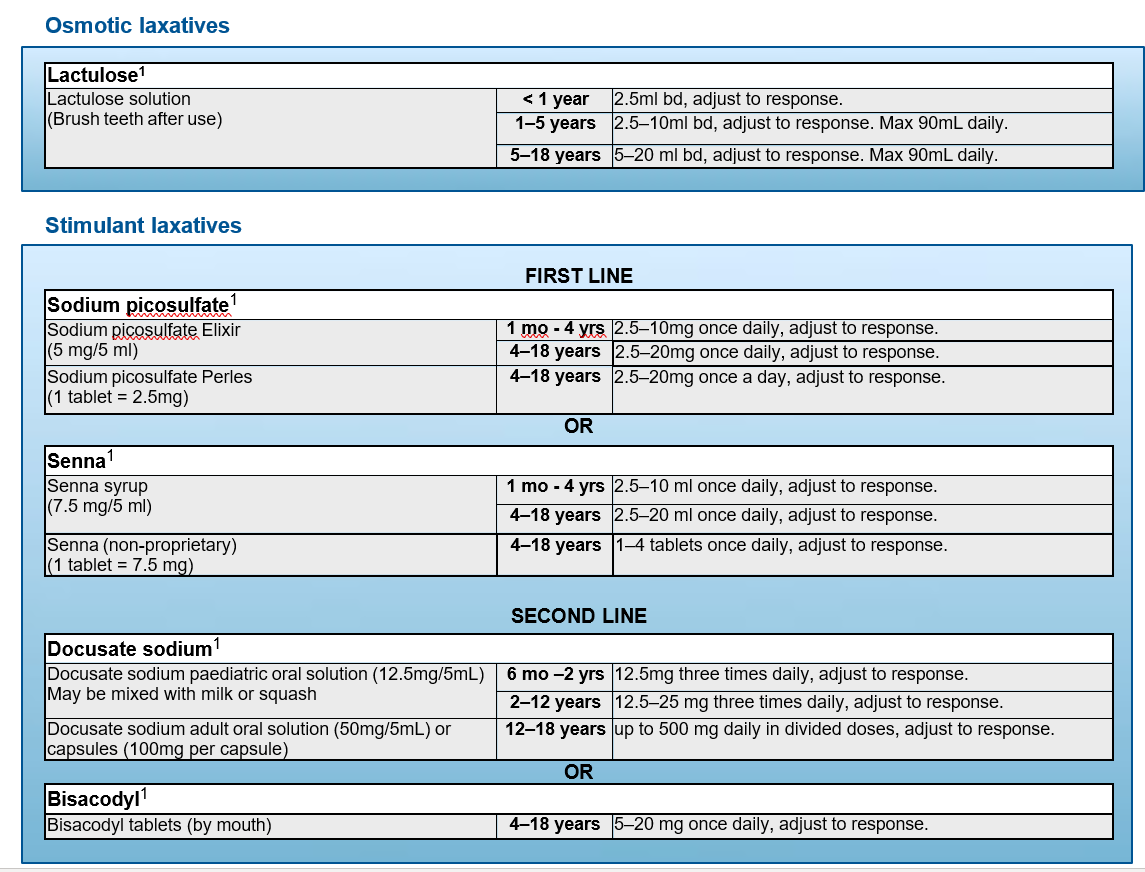 Osmotic laxatives
Lactulose¹
Lactulose solution
(Brush teeth after use)
< 1 year 2.5ml bd, adjust to response.
1–5 years 2.5–10ml bd, adjust to response. Max 90mL daily.
5–18 years 5–20 ml bd, adjust to response. Max 90mL daily.
Stimulant laxatives
FIRST LINE
Sodium picosulfate¹
Sodium picosulfate Elixir
(5 mg/5 ml)
1 mo - 4 yrs 2.5–10mg once daily, adjust to response.
4–18 years 2.5–20mg once daily, adjust to response.
Sodium picosulfate Perles
(1 tablet = 2.5mg)
4–18 years 2.5–20mg once a day, adjust to response.
OR
Senna¹
Senna syrup
(7.5 mg/5 ml)
1 mo - 4 yrs 2.5–10 ml once daily, adjust to response.
4–18 years 2.5–20 ml once daily, adjust to response.
Senna (non-proprietary)
(1 tablet = 7.5 mg)
4–18 years 1–4 tablets once daily, adjust to response.
SECOND LINE
Docusate sodium¹
Docusate sodium paediatric oral solution (12.5mg/5mL)
May be mixed with milk or squash
6 mo –2 yrs 12.5mg three times daily, adjust to response.
2–12 years 12.5–25 mg three times daily, adjust to response.
Docusate sodium adult oral solution (50mg/5mL) or
capsules (100mg per capsule)
12–18 years up to 500 mg daily in divided doses, adjust to response.
OR
Bisacodyl¹
Bisacodyl tablets (by mouth)
4–18 years 5–20 mg once daily, adjust to response.